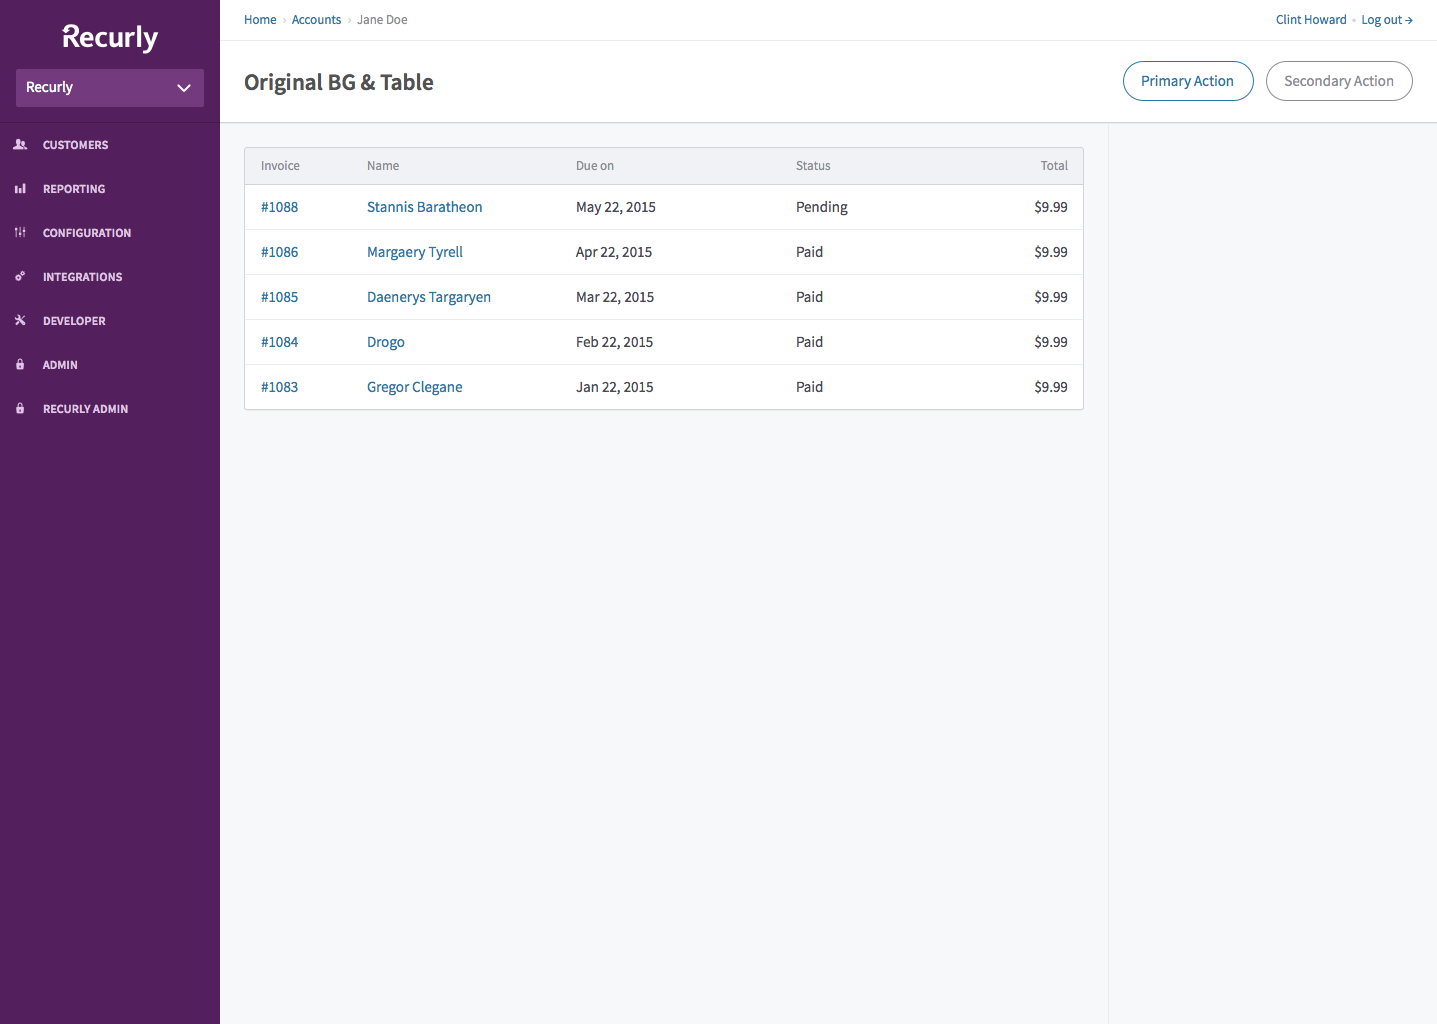 Recurly
Recurly
CUSTOMERS
REPORTING
CONFIGURATION
INTEGRATIONS
DEVELOPER
ADMIN
RECURLY ADMIN
Home › Accounts › Jane Doe
Clint Howard • Log out →
Original BG & Table
Primary Action
Secondary Action
Invoice Name Due on Status Total
#1088 Stannis Baratheon May 22, 2015 Pending $9.99
#1086 Margaery Tyrell Apr 22, 2015 Paid $9.99
#1085 Daenerys Targaryen Mar 22, 2015 Paid $9.99
#1084 Drogo Feb 22, 2015 Paid $9.99
#1083 Gregor Clegane Jan 22, 2015 Paid $9.99